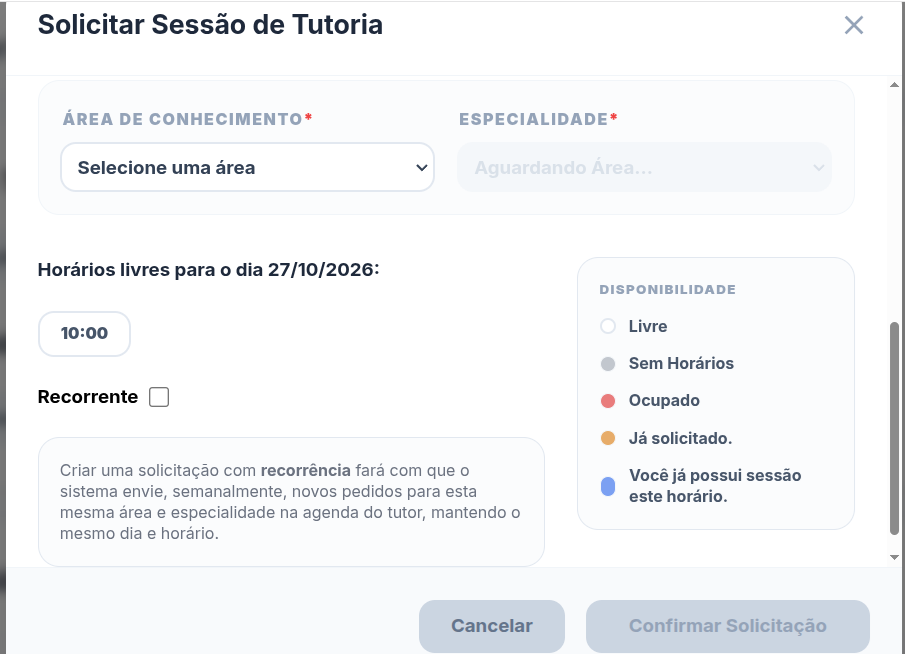 Solicitar Sessão de Tutoria
ÁREA DE CONHECIMENTO*
ESPECIALIDADE*
Selecione uma área
Aguardando Área...
Horários livres para o dia 27/10/2026:
10:00
Recorrente
Criar uma solicitação com recorrência fará com que o
sistema envie, semanalmente, novos pedidos para esta
mesma área e especialidade na agenda do tutor, mantendo o
mesmo dia e horário.
DISPONIBILIDADE
Livre
Sem Horários
Ocupado
Já solicitado.
Você já possui sessão
este horário.
Cancelar
Confirmar Solicitação